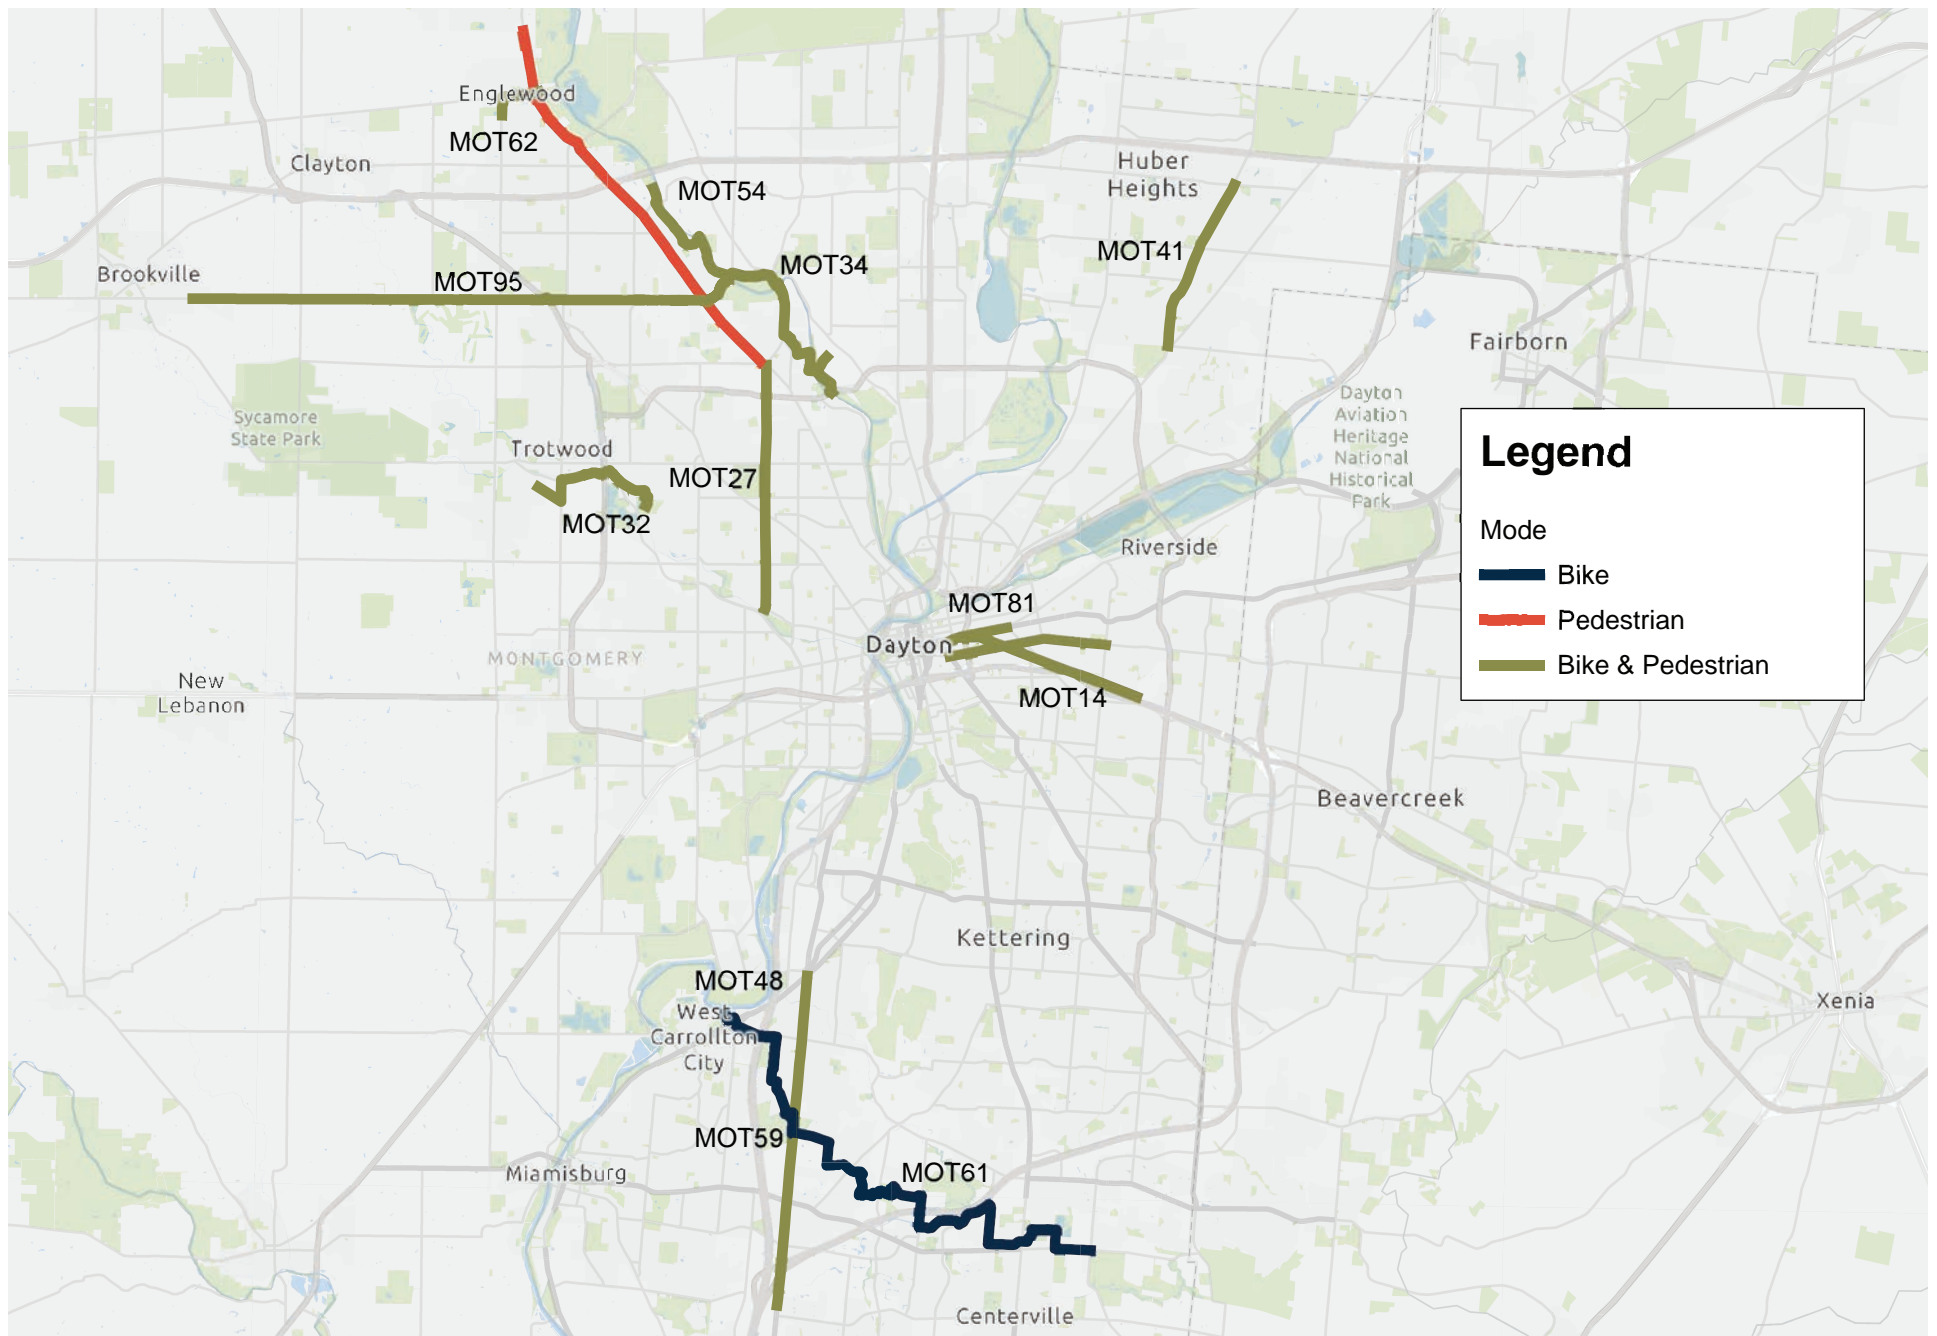 Englewood
MOT62
Clayton
MOT54
Huber
Heights
MOT41
MOT34
Brookville
MOT95
Fairborn
Sycamore
State Park
Trotwood
MOT27
MOT32
Dayton
Aviation
Heritage
National
Historical
Park
Legend
Mode
Bike
Pedestrian
Bike & Pedestrian
Riverside
MOT81
Dayton
MONTGOMERY
New
Lebanon
MOT14
Beavercreek
Kettering
MOT48
West
Carrollton
City
Xenia
MOT59
Miamisburg
MOT61
Centerville